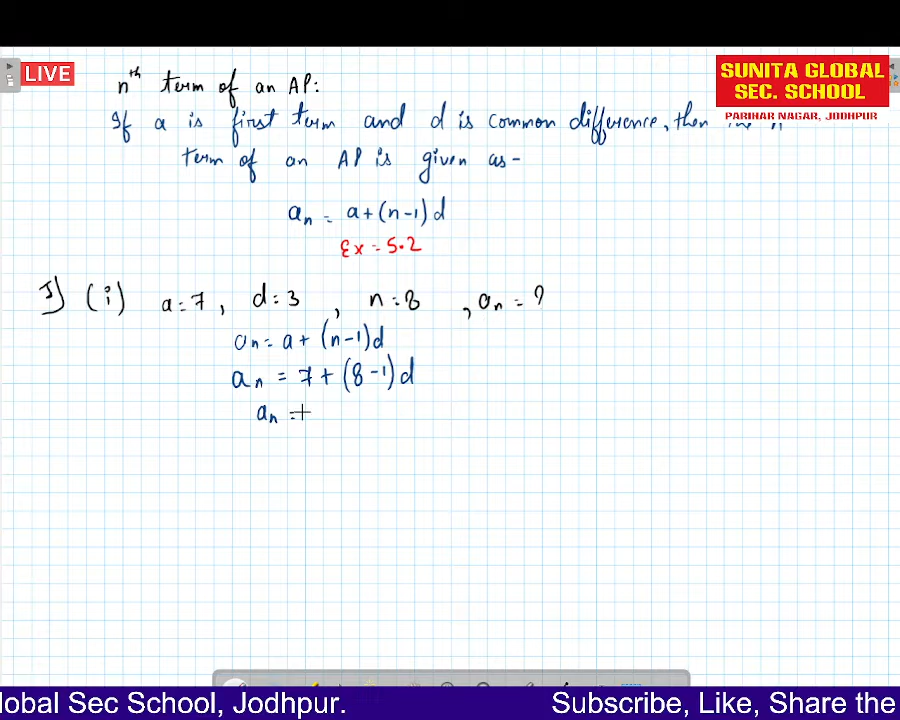 LIVE
SUNITA GLOBAL
SEC. SCHOOL
PARIHAR NAGAR, JODHPUR
nth term of an AP:
If a is first term and d is common difference, then
term of an AP is given as-
an = a+(n-1)d
Ex = 5.2
(i) a=7, d=3, n=8, an = ?
an = a+(n-1)d
an = 7+(8-1)d
an =
lobal Sec School, Jodhpur. Subscribe, Like, Share the